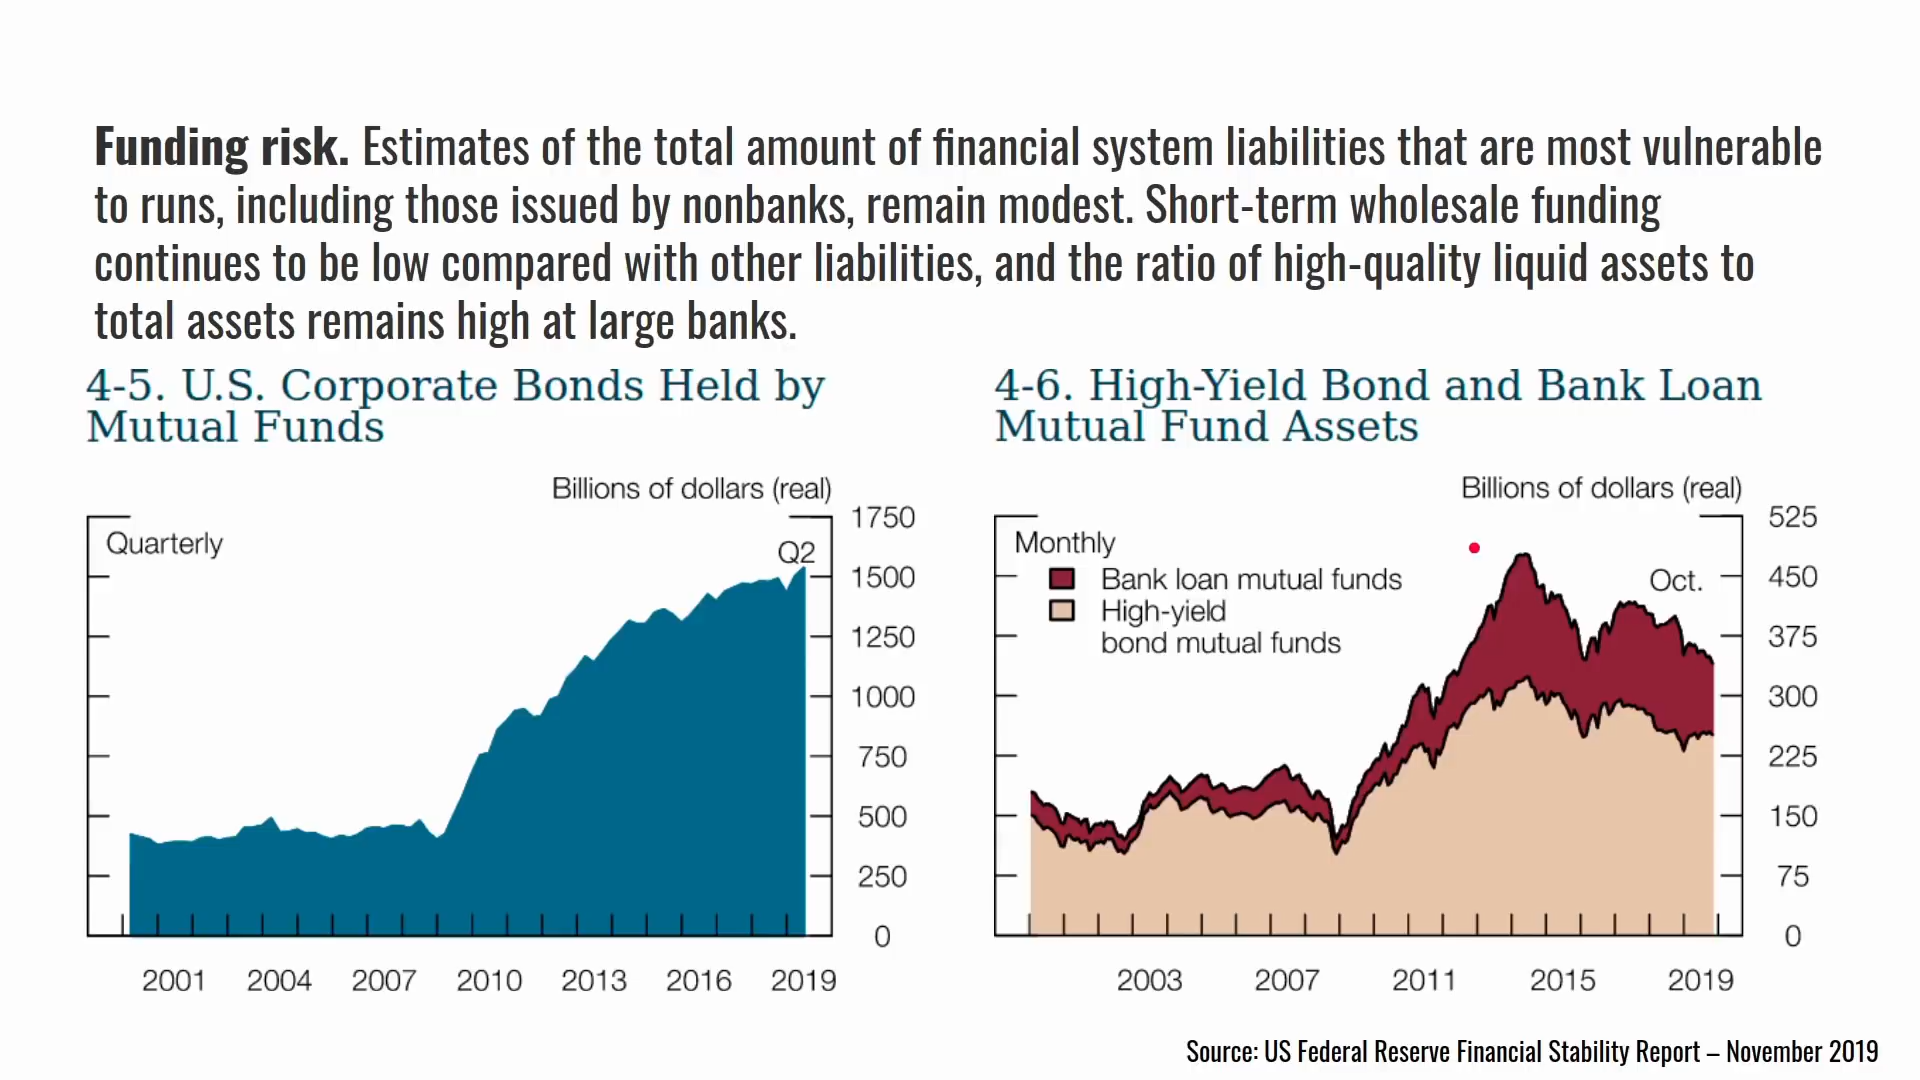 Funding risk. Estimates of the total amount of financial system liabilities that are most vulnerable
to runs, including those issued by nonbanks, remain modest. Short-term wholesale funding
continues to be low compared with other liabilities, and the ratio of high-quality liquid assets to
total assets remains high at large banks.
4-5. U.S. Corporate Bonds Held by
Mutual Funds
Billions of dollars (real)
Quarterly
Q2
1750
1500
1250
1000
750
500
250
0
2001 2004 2007 2010 2013 2016 2019
4-6. High-Yield Bond and Bank Loan
Mutual Fund Assets
Billions of dollars (real)
Monthly
Bank loan mutual funds
High-yield
bond mutual funds
Oct.
525
450
375
300
225
150
75
0
2003 2007 2011 2015 2019
Source: US Federal Reserve Financial Stability Report – November 2019